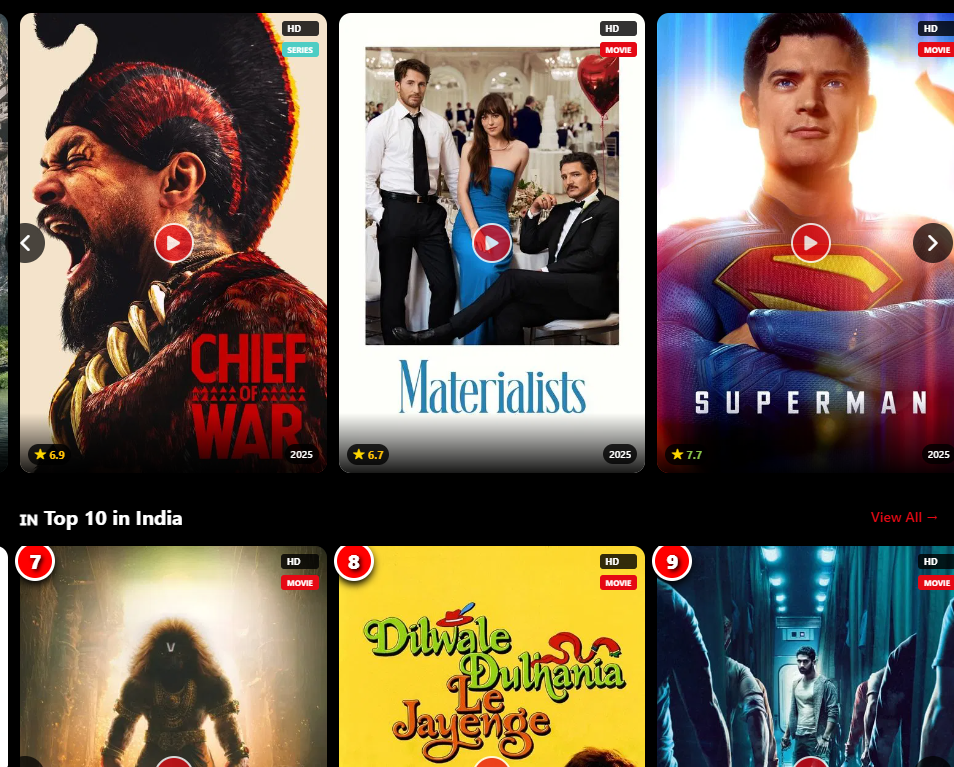 HD
SERIES
CHIEF
OF
WAR
6.9
2025
HD
MOVIE
Materialists
6.7
2025
HD
MOVIE
SUPERMAN
7.7
2025
IN Top 10 in India
View All →
7
HD
MOVIE
8
HD
MOVIE
Dilwale
Dulhania
Le
Jayenge
9
HD
MOVIE